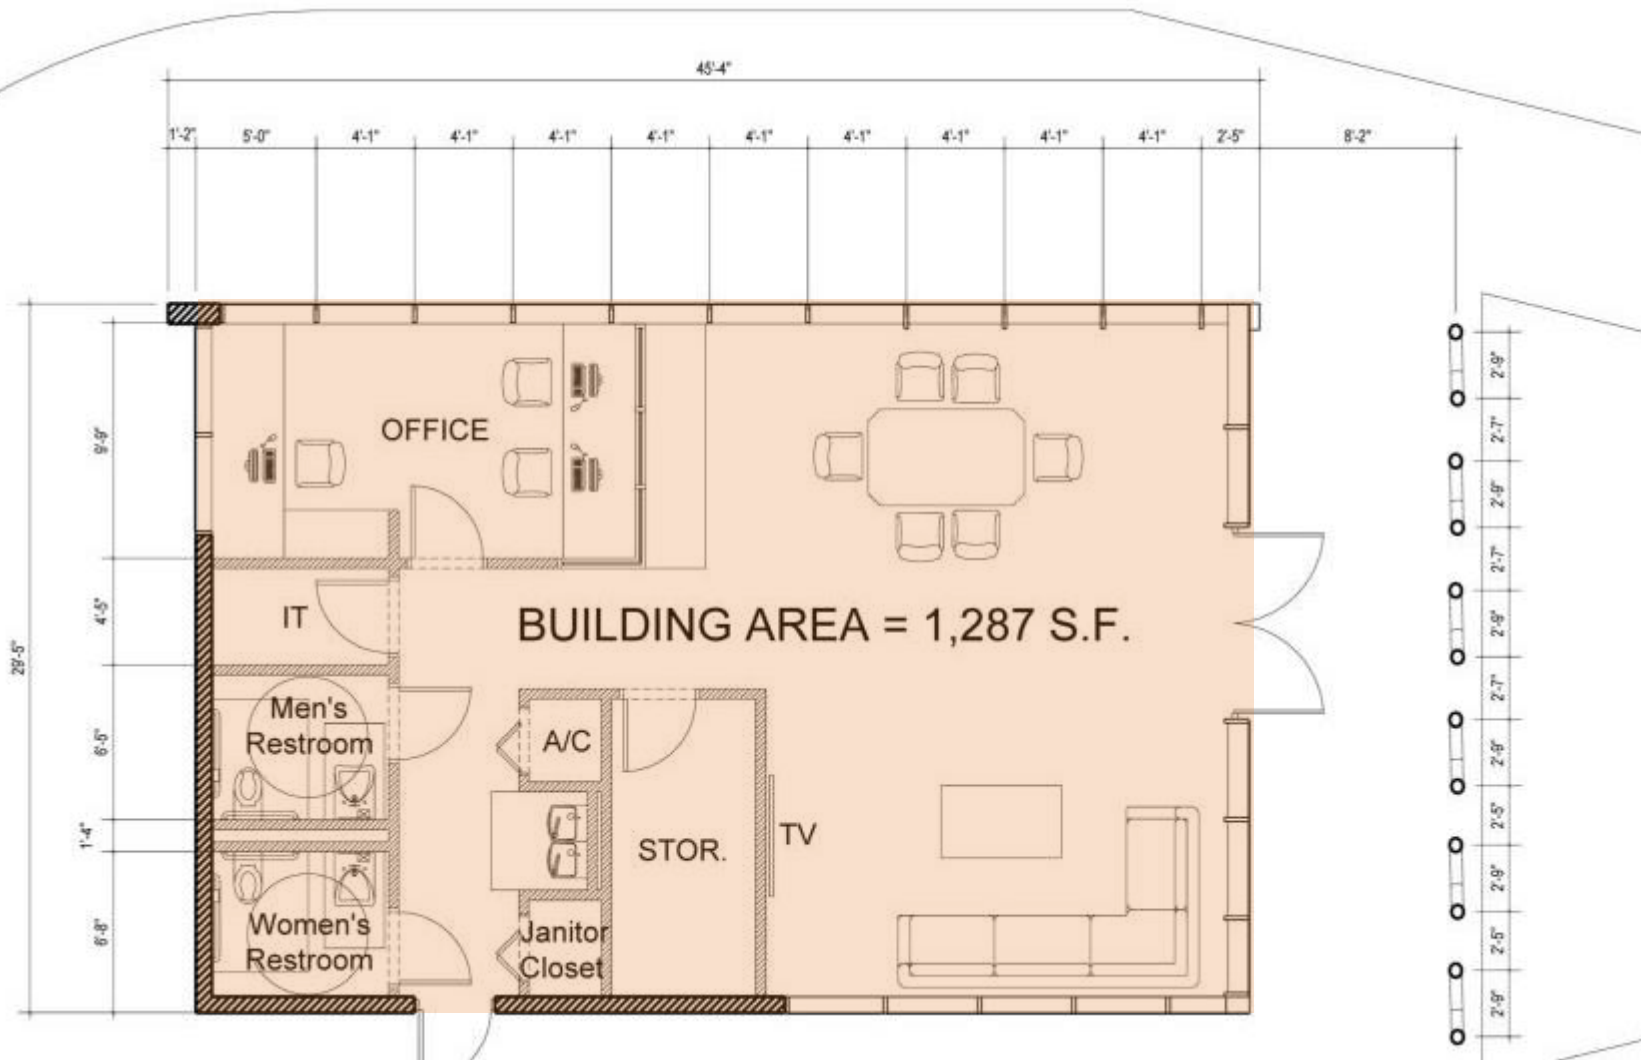 45'-4"
1'-2" 5'-0" 4'-1" 4'-1" 4'-1" 4'-1" 4'-1" 4'-1" 4'-1" 4'-1" 4'-1" 2'-5" 8'-2"
2'-9"
2'-7"
9'-9"
OFFICE
2'-9"
2'-7"
4'-5"
IT
BUILDING AREA = 1,287 S.F.
2'-9"
29'-5"
2'-7"
Men's
Restroom
6'-5"
A/C
2'-9"
1'-4"
STOR.
TV
2'-5"
2'-9"
Women's
Restroom
6'-8"
Janitor
Closet
2'-5"
2'-9"